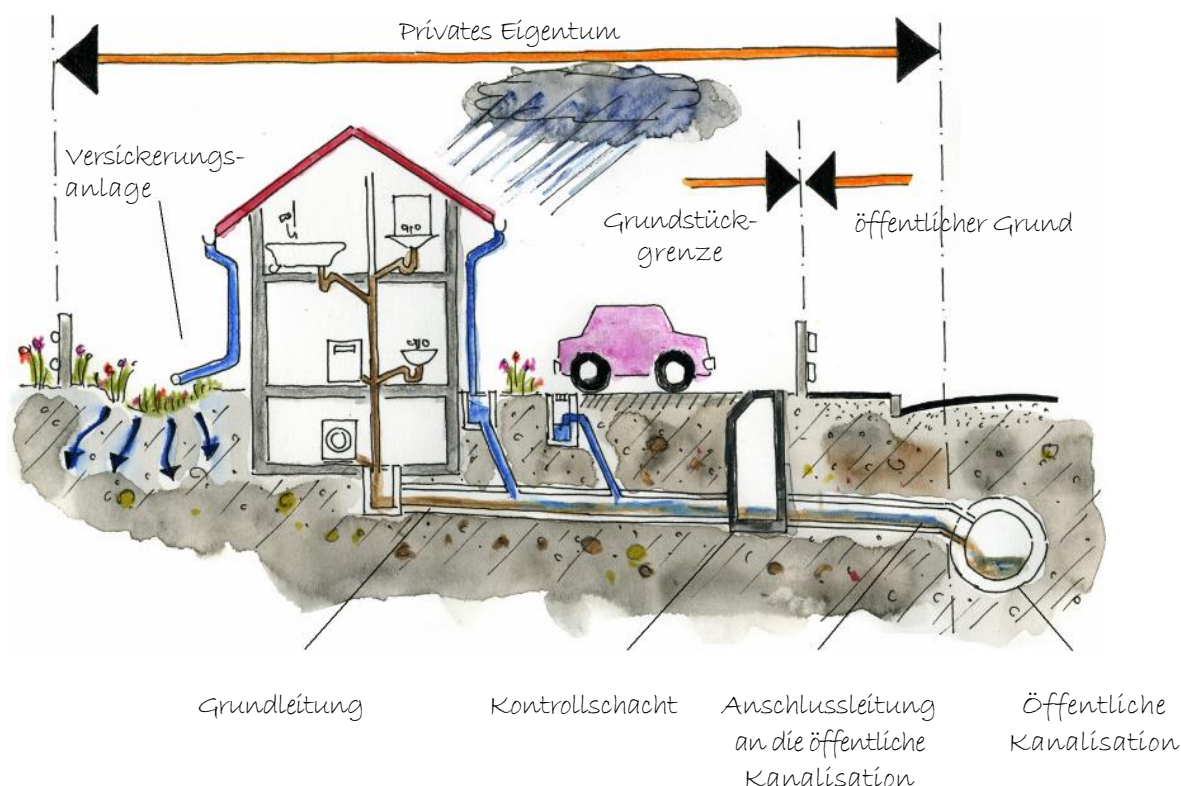 Privates Eigentum
Versickerungs-
anlage
Grundstück-
grenze
öffentlicher Grund
Grundleitung
Kontrollschacht
Anschlussleitung
an die öffentliche
Kanalisation
Öffentliche
Kanalisation